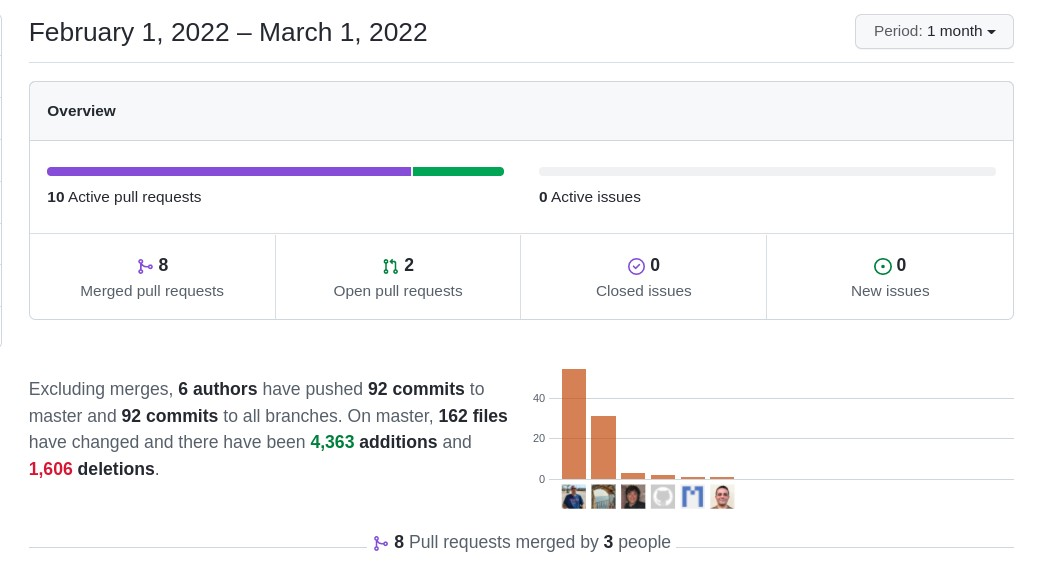 February 1, 2022 – March 1, 2022
Period: 1 month
Overview
10 Active pull requests
0 Active issues
8
Merged pull requests
2
Open pull requests
0
Closed issues
0
New issues
Excluding merges, 6 authors have pushed 92 commits to
master and 92 commits to all branches. On master, 162 files
have changed and there have been 4,363 additions and
1,606 deletions.
40
20
0
8 Pull requests merged by 3 people